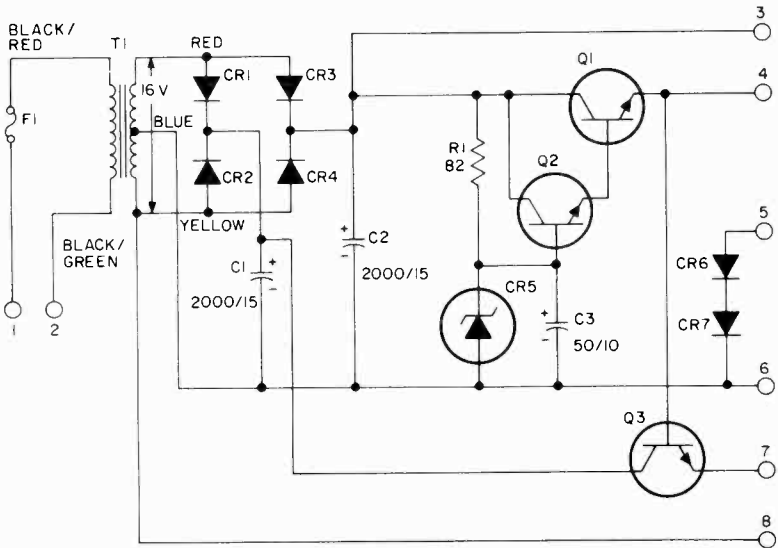 BLACK/
RED
T1
RED
3
CR1
CR3
Q1
4
16 V
F1
BLUE
R1
82
Q2
CR2
CR4
5
YELLOW
BLACK/
GREEN
C1
+
-
2000/15
+
-
C2
2000/15
CR5
+
-
C3
50/10
CR6
CR7
1
2
6
Q3
7
8